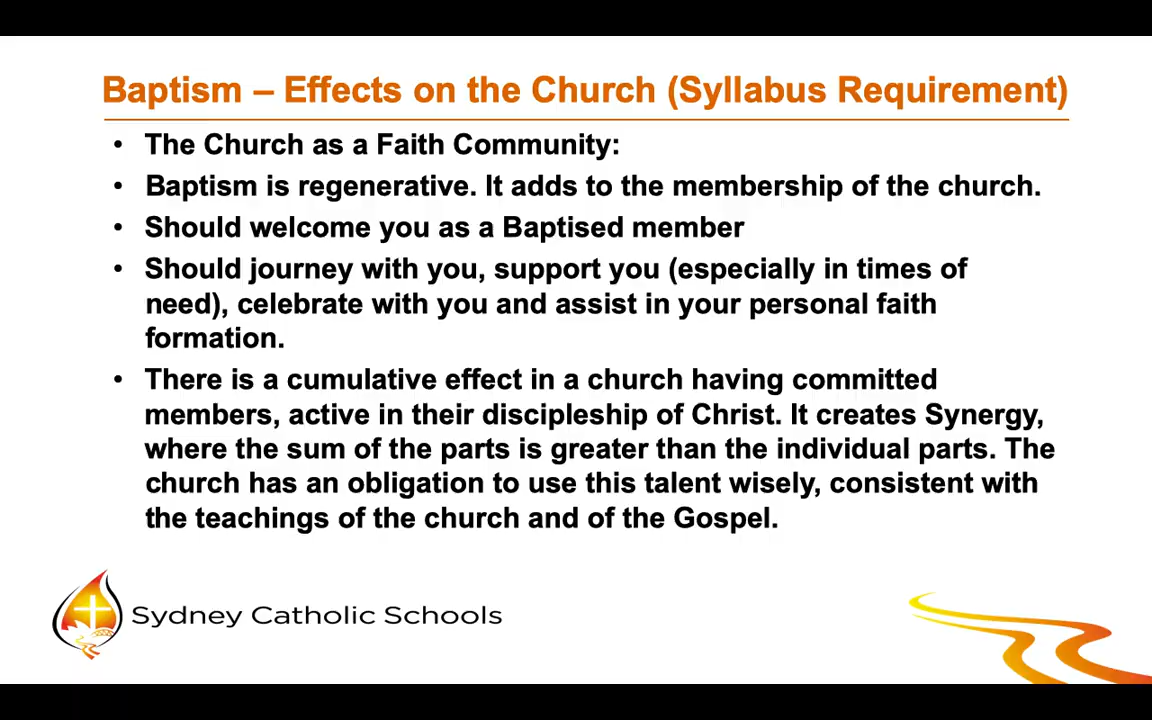 Baptism – Effects on the Church (Syllabus Requirement)
• The Church as a Faith Community:
• Baptism is regenerative. It adds to the membership of the church.
• Should welcome you as a Baptised member
• Should journey with you, support you (especially in times of
need), celebrate with you and assist in your personal faith
formation.
• There is a cumulative effect in a church having committed
members, active in their discipleship of Christ. It creates Synergy,
where the sum of the parts is greater than the individual parts. The
church has an obligation to use this talent wisely, consistent with
the teachings of the church and of the Gospel.
Sydney Catholic Schools